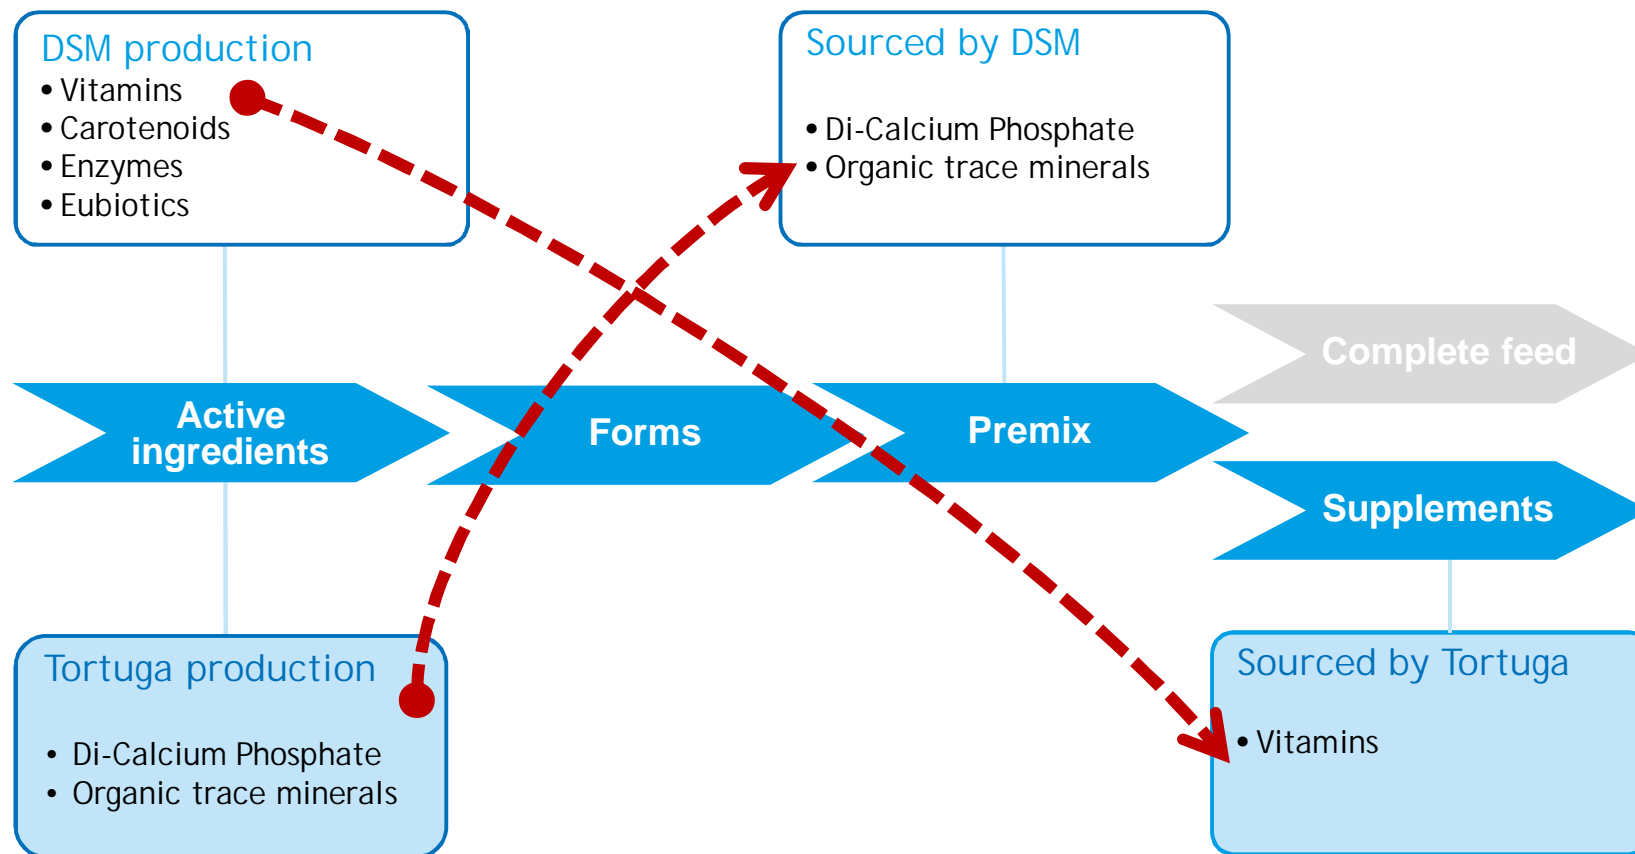 DSM production
• Vitamins
• Carotenoids
• Enzymes
• Eubiotics
Sourced by DSM
• Di-Calcium Phosphate
• Organic trace minerals
Complete feed
Active
ingredients
Forms
Premix
Supplements
Tortuga production
• Di-Calcium Phosphate
• Organic trace minerals
Sourced by Tortuga
• Vitamins